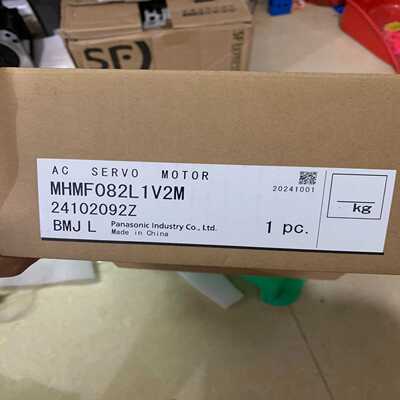 SF
AC SERVO MOTOR
MHMF082L1V2M
20241001
24102092Z
kg
BMJ L
Panasonic Industry Co., Ltd.
Made in China
1 pc.